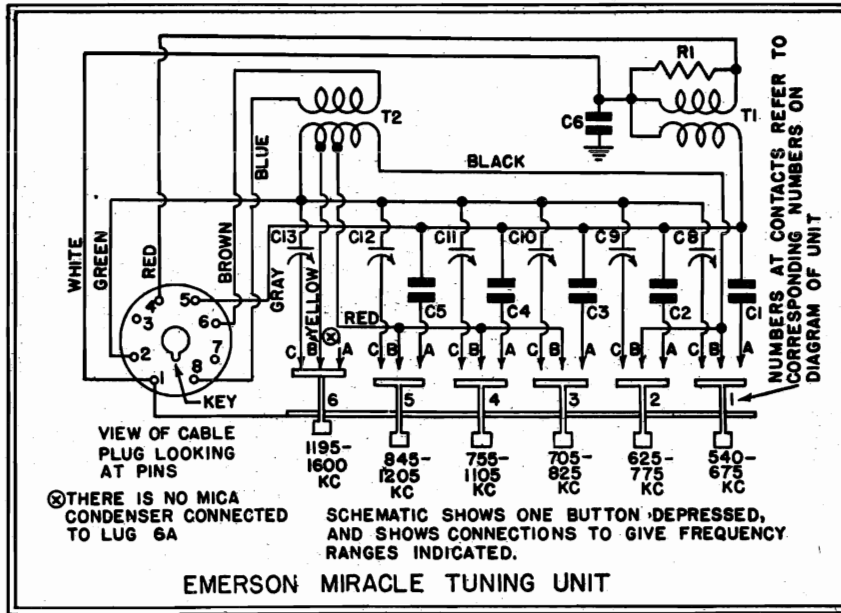 R1
T1
T2
C6
NUMBERS AT CONTACTS REFER TO
CORRESPONDING NUMBERS ON
DIAGRAM OF UNIT
BLACK
BLUE
BROWN
RED
GREEN
WHITE
GRAY
YELLOW
RED
C13
C12
C11
C10
C9
C8
C5
C4
C3
C2
C1
4
5
3
6
2
7
1
8
KEY
C B ⊗ A
C B A
C B A
C B A
C B A
C B A
6
5
4
3
2
1
VIEW OF CABLE
PLUG LOOKING
AT PINS
1195-
1600
KC
845-
1205
KC
755-
1105
KC
705-
825
KC
625-
775
KC
540-
675
KC
⊗ THERE IS NO MICA
CONDENSER CONNECTED
TO LUG 6A
SCHEMATIC SHOWS ONE BUTTON DEPRESSED,
AND SHOWS CONNECTIONS TO GIVE FREQUENCY
RANGES INDICATED.
EMERSON MIRACLE TUNING UNIT